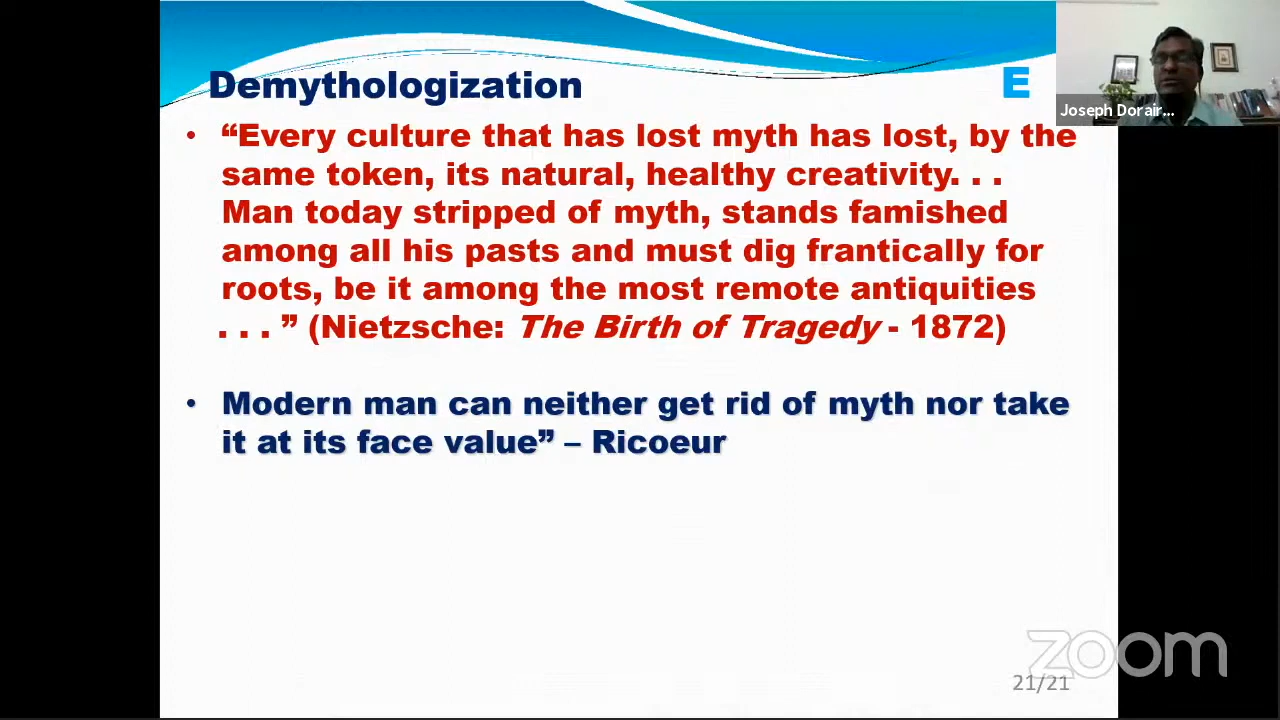 Demythologization
E
Joseph Dorair...
• “Every culture that has lost myth has lost, by the
same token, its natural, healthy creativity. . .
Man today stripped of myth, stands famished
among all his pasts and must dig frantically for
roots, be it among the most remote antiquities
. . . ” (Nietzsche: The Birth of Tragedy - 1872)
• Modern man can neither get rid of myth nor take
it at its face value” – Ricoeur
zoom
21/21